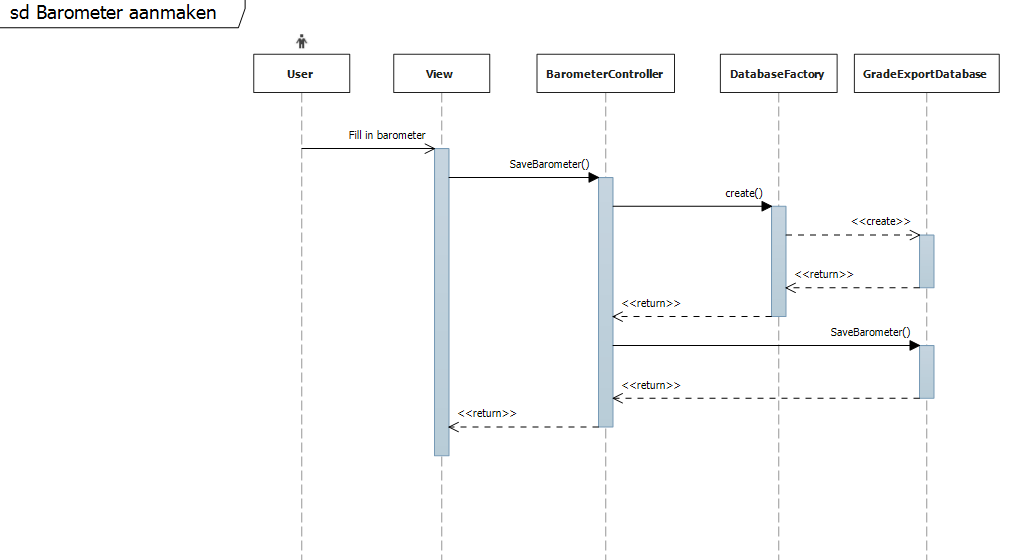 sd Barometer aanmaken
User
View
BarometerController
DatabaseFactory
GradeExportDatabase
Fill in barometer
SaveBarometer()
create()
<<create>>
<<return>>
<<return>>
SaveBarometer()
<<return>>
<<return>>